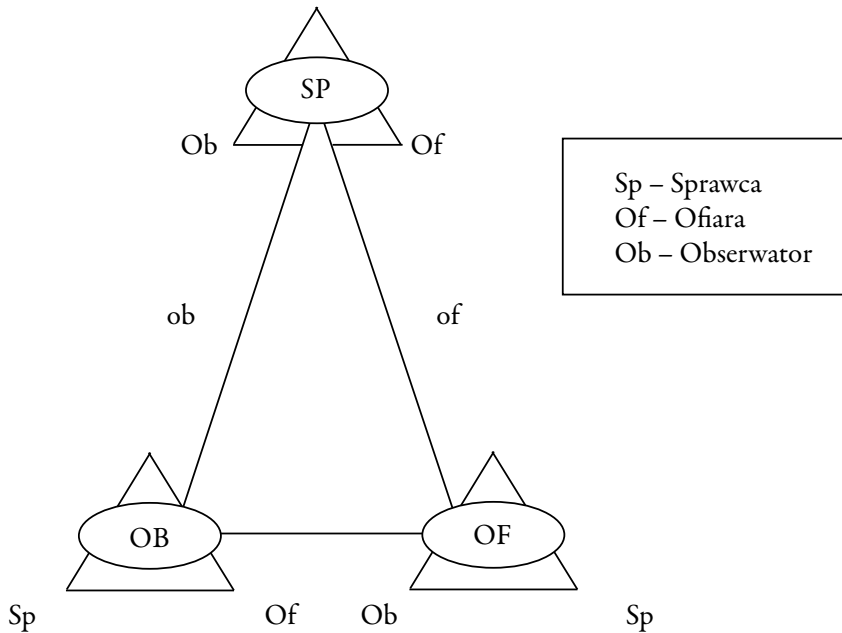 SP
Ob
Of
Sp – Sprawca
Of – Ofiara
Ob – Obserwator
ob
of
OB
OF
Sp
Of
Ob
Sp